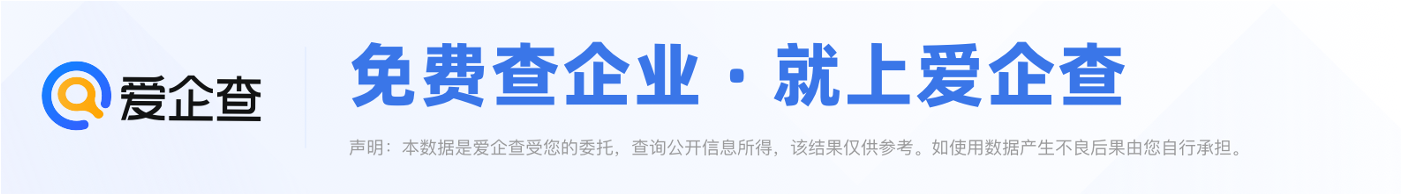 爱企查
免费查企业 · 就上爱企查
声明：本数据是爱企查受您的委托，查询公开信息所得，该结果仅供参考。如使用数据产生不良后果由您自行承担。